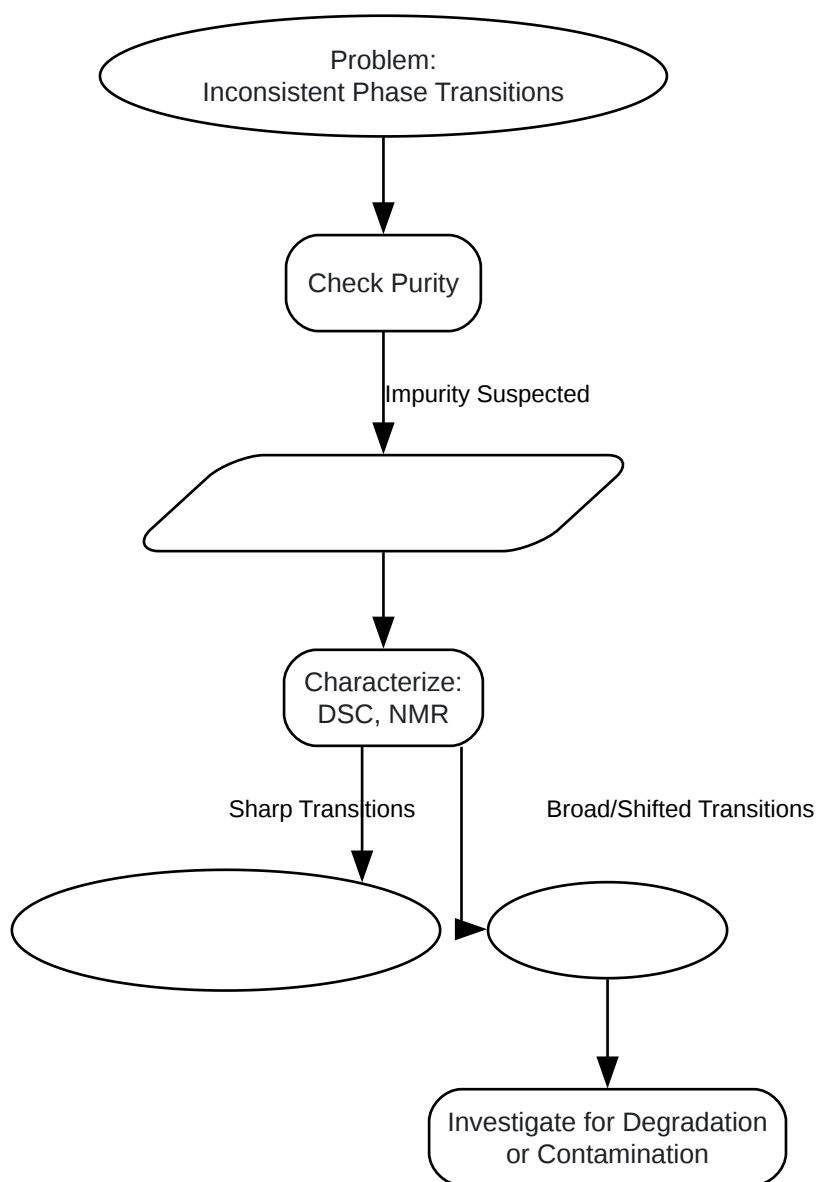 Problem:
Inconsistent Phase Transitions
Check Purity
Impurity Suspected
Characterize:
DSC, NMR
Sharp Transitions
Broad/Shifted Transitions
Investigate for Degradation
or Contamination